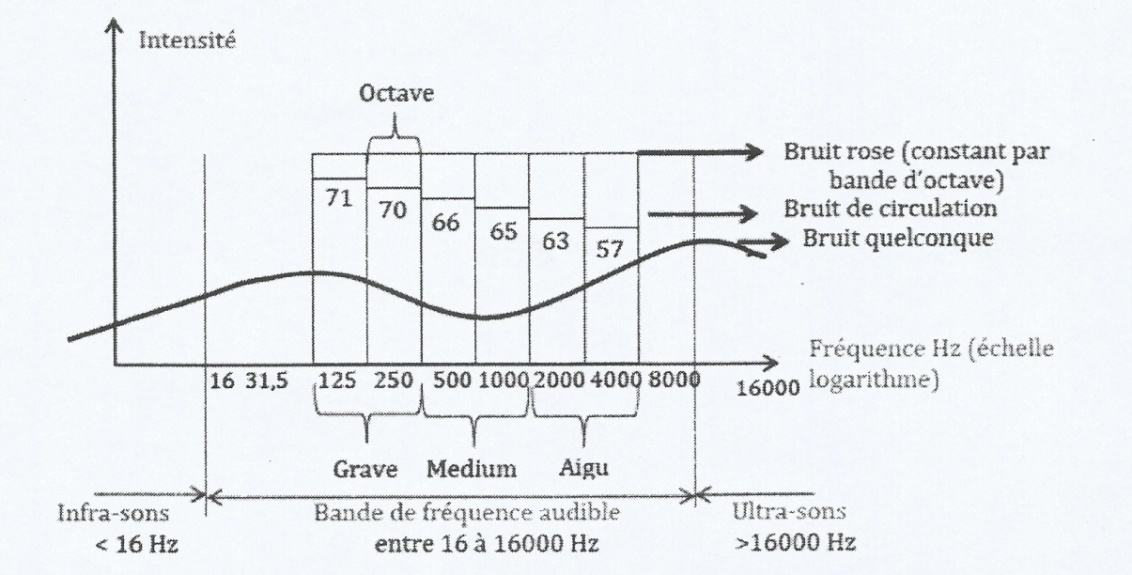 Intensité
Octave
Bruit rose (constant par
bande d'octave)
71
70
66
65
63
57
Bruit de circulation
Bruit quelconque
Fréquence Hz (échelle
logarithme)
16 31,5 125 250 500 1000 2000 4000 8000 16000
Grave Medium Aigu
Infra-sons
< 16 Hz
Bande de fréquence audible
entre 16 à 16000 Hz
Ultra-sons
>16000 Hz